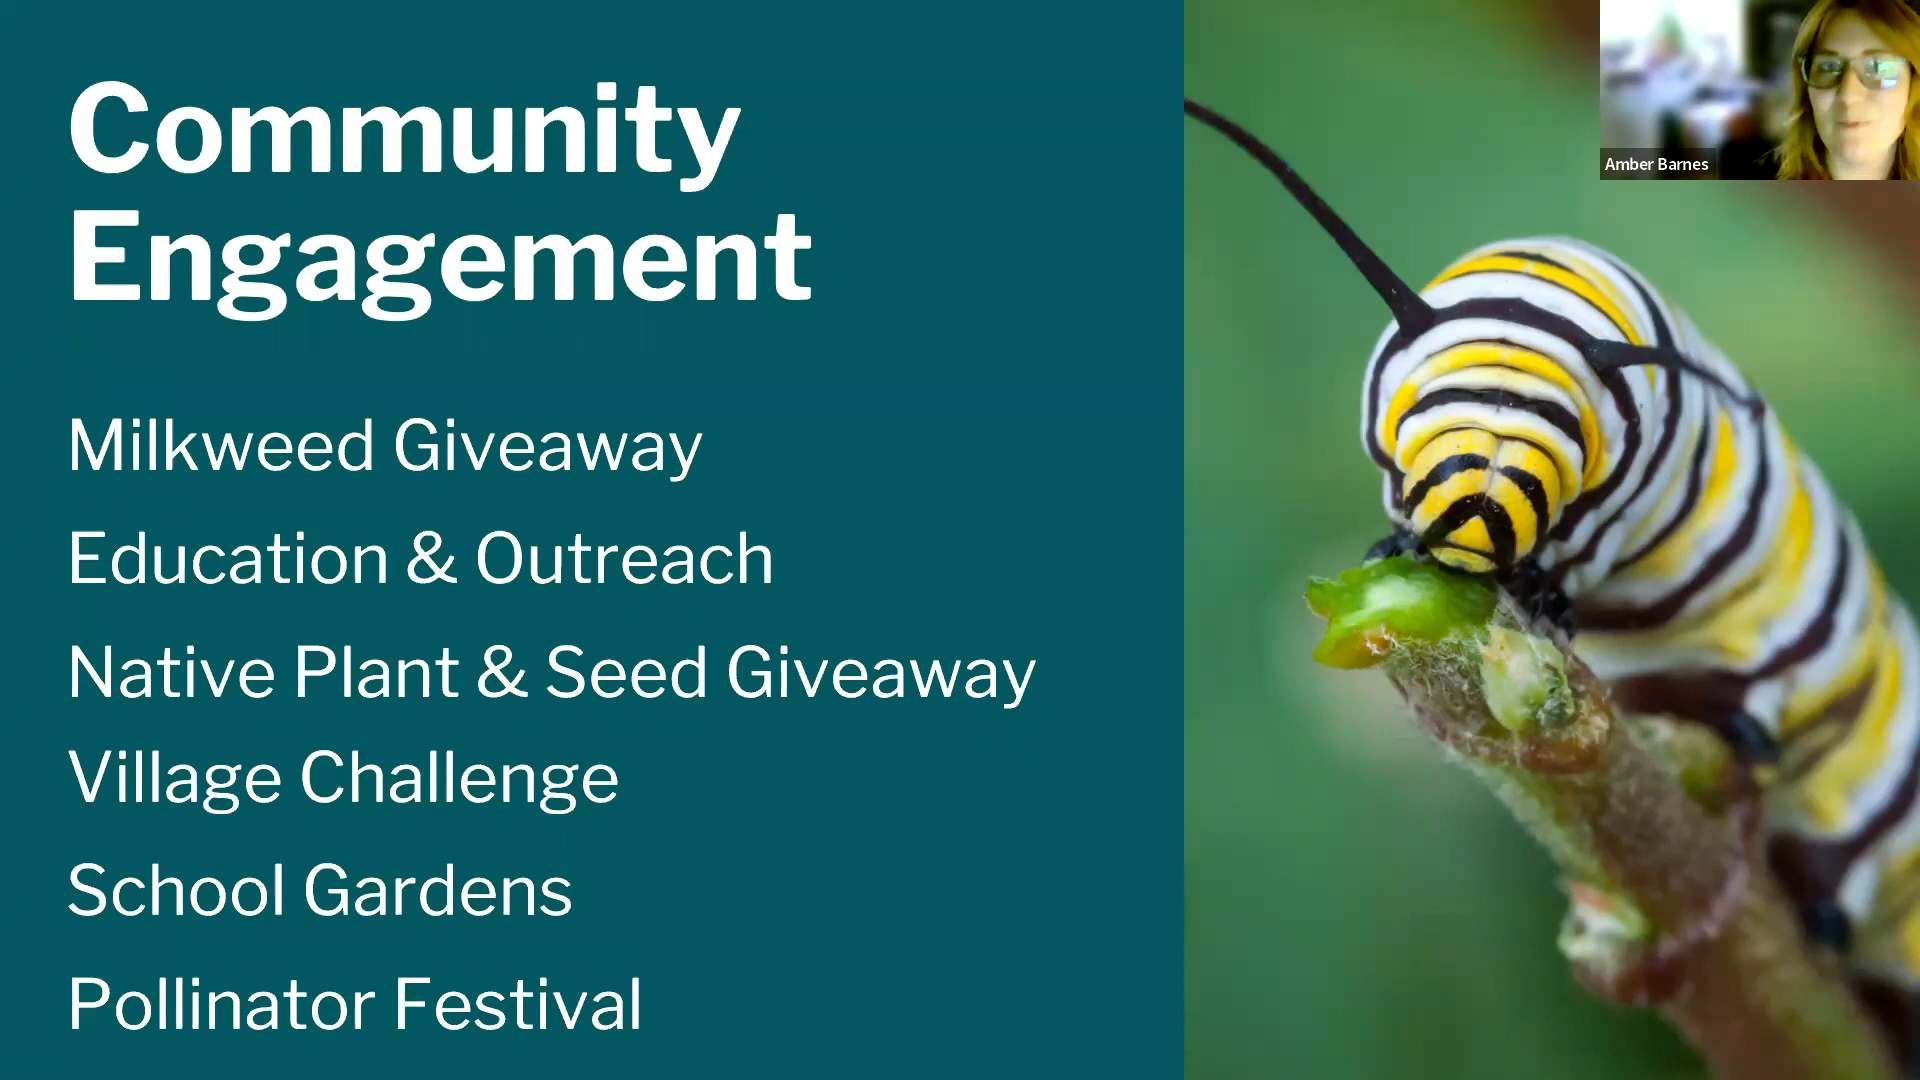 Community
Engagement
Milkweed Giveaway
Education & Outreach
Native Plant & Seed Giveaway
Village Challenge
School Gardens
Pollinator Festival
Amber Barnes